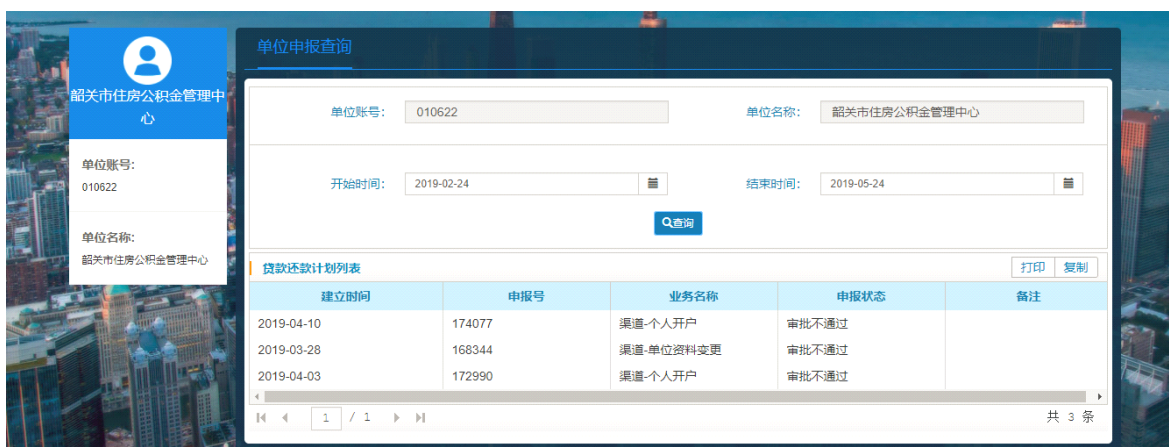 韶关市住房公积金管理中
心
单位账号:
010622
单位名称:
韶关市住房公积金管理中心
单位申报查询
单位账号: 010622 单位名称: 韶关市住房公积金管理中心
开始时间: 2019-02-24 结束时间: 2019-05-24
查询
贷款还款计划列表 打印 复制
建立时间 申报号 业务名称 申报状态 备注
2019-04-10 174077 渠道-个人开户 审批不通过
2019-03-28 168344 渠道-单位资料变更 审批不通过
2019-04-03 172990 渠道-个人开户 审批不通过
1 / 1 共 3 条